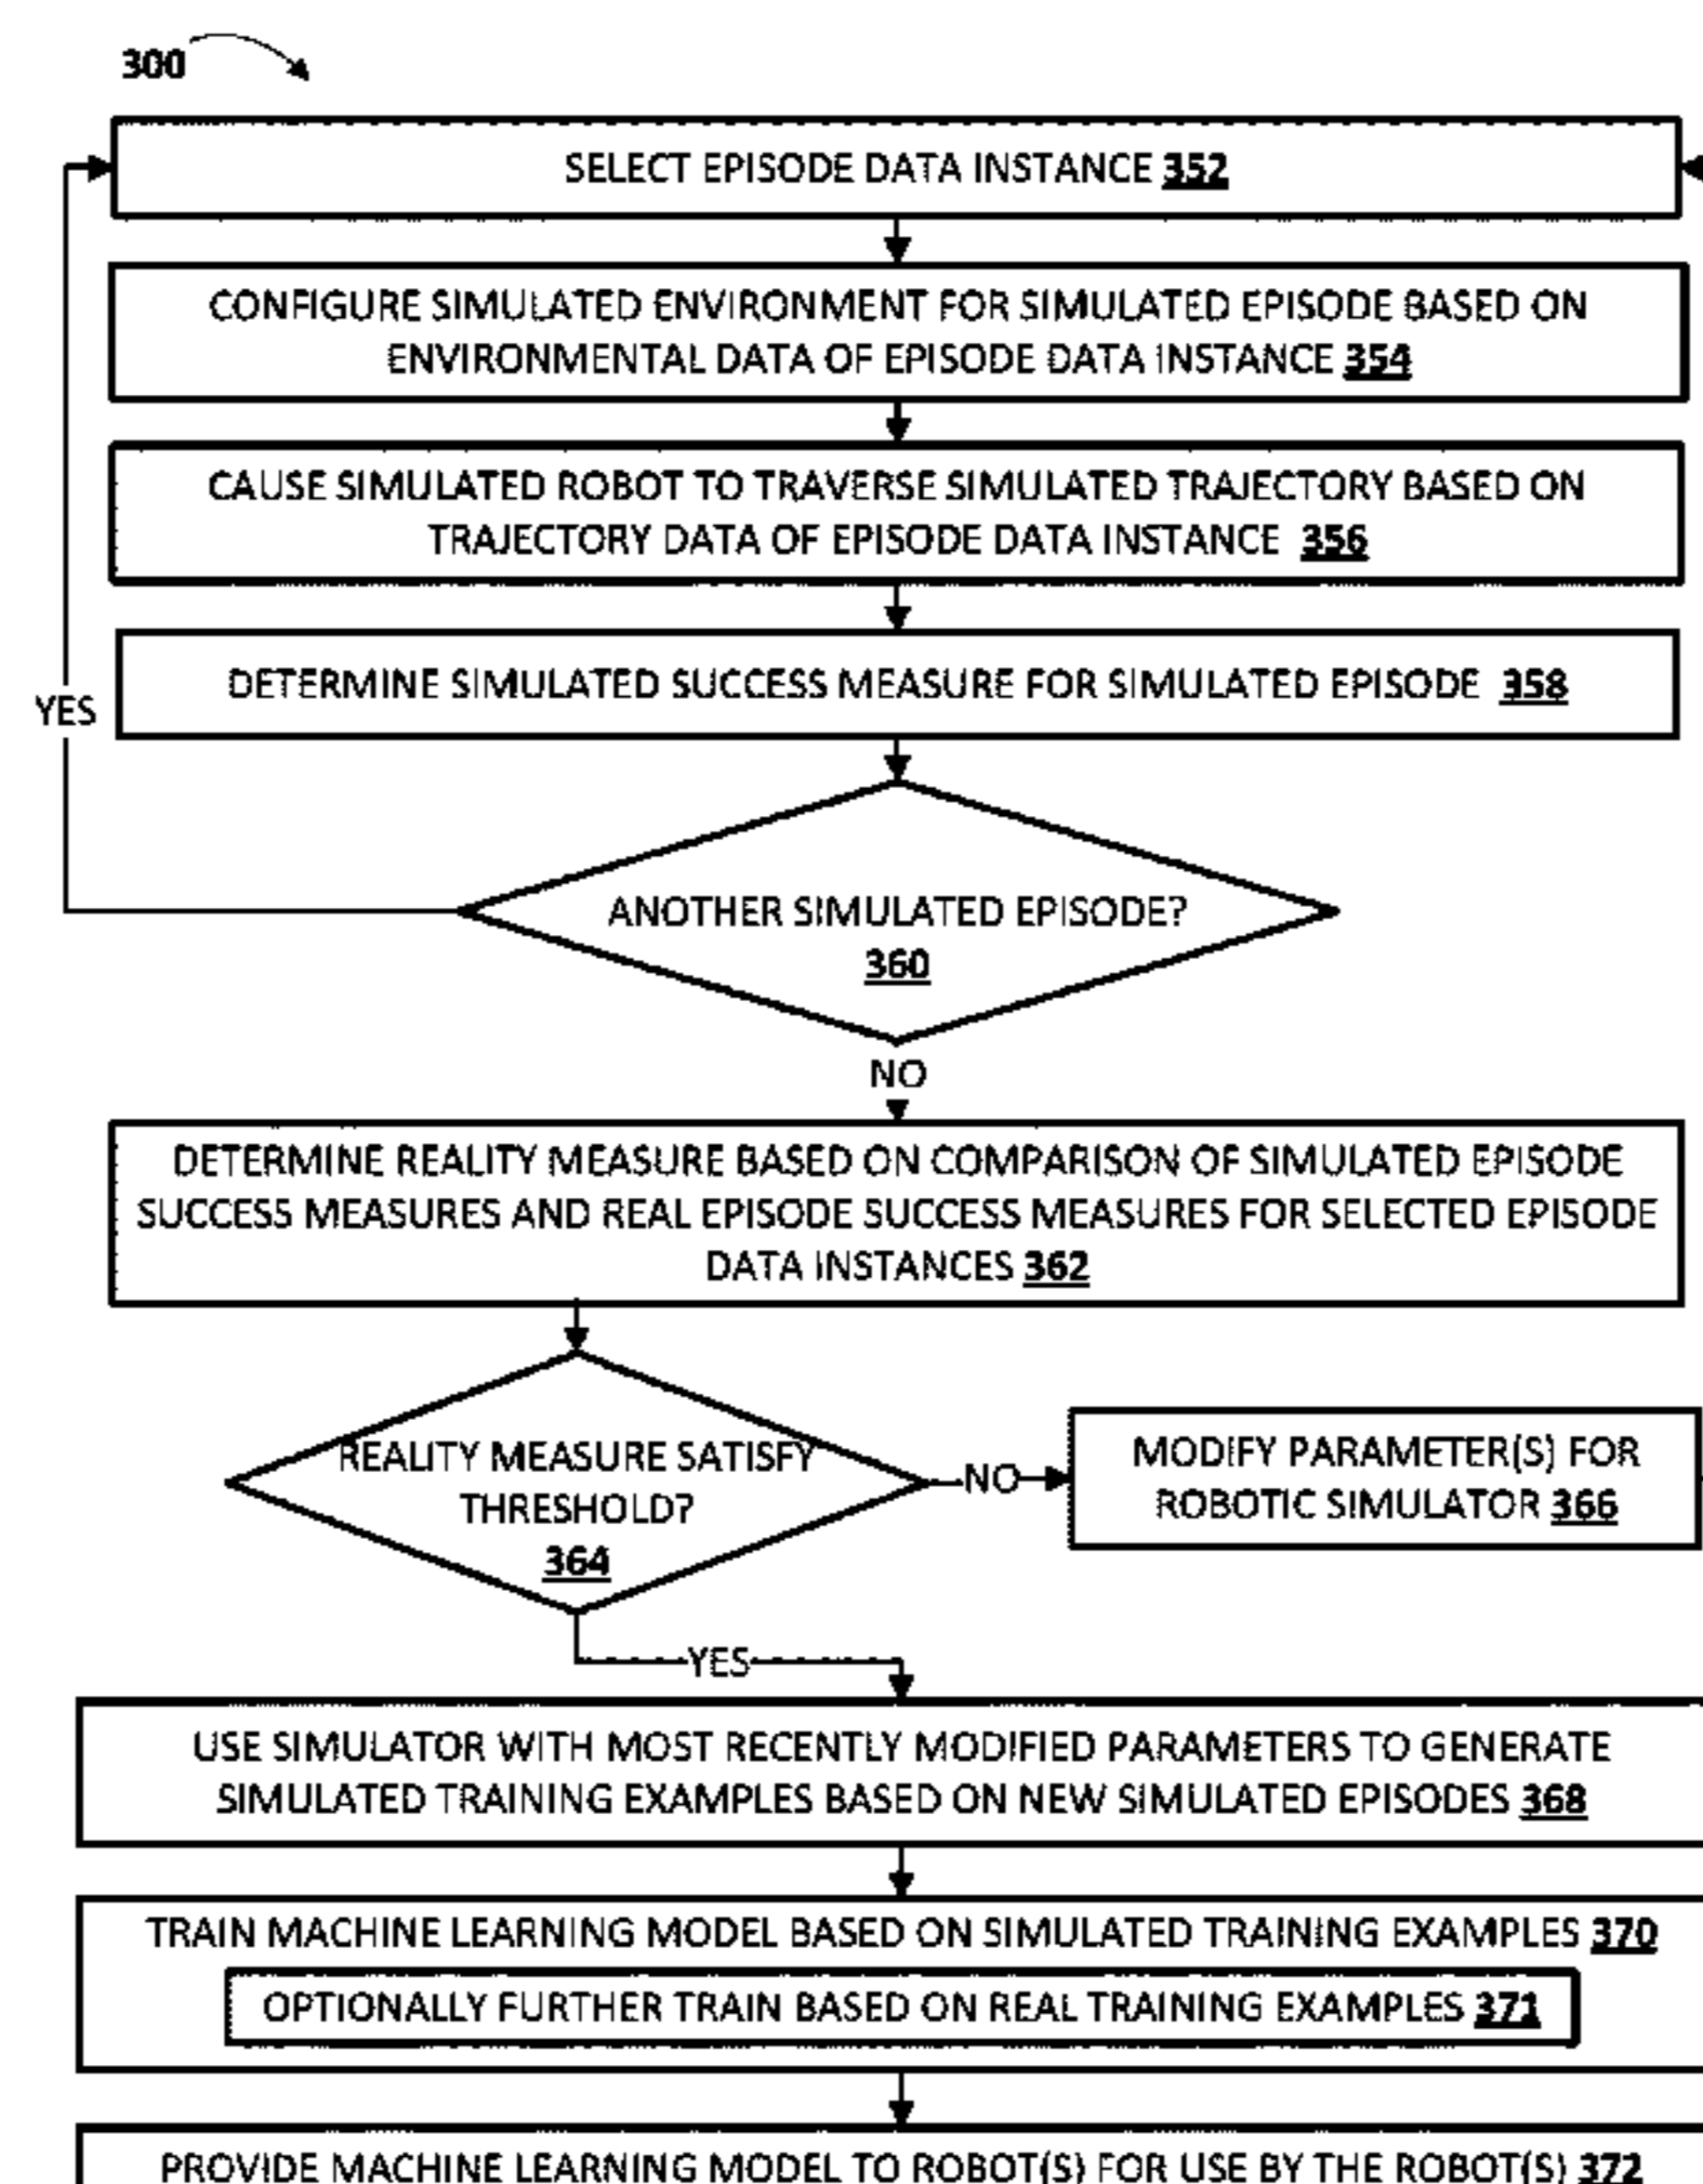 300
SELECT EPISODE DATA INSTANCE 352
CONFIGURE SIMULATED ENVIRONMENT FOR SIMULATED EPISODE BASED ON
ENVIRONMENTAL DATA OF EPISODE DATA INSTANCE 354
CAUSE SIMULATED ROBOT TO TRAVERSE SIMULATED TRAJECTORY BASED ON
TRAJECTORY DATA OF EPISODE DATA INSTANCE 356
DETERMINE SIMULATED SUCCESS MEASURE FOR SIMULATED EPISODE 358
YES
ANOTHER SIMULATED EPISODE?
360
NO
DETERMINE REALITY MEASURE BASED ON COMPARISON OF SIMULATED EPISODE
SUCCESS MEASURES AND REAL EPISODE SUCCESS MEASURES FOR SELECTED EPISODE
DATA INSTANCES 362
REALITY MEASURE SATISFY
THRESHOLD?
364
NO
MODIFY PARAMETER(S) FOR
ROBOTIC SIMULATOR 366
YES
USE SIMULATOR WITH MOST RECENTLY MODIFIED PARAMETERS TO GENERATE
SIMULATED TRAINING EXAMPLES BASED ON NEW SIMULATED EPISODES 368
TRAIN MACHINE LEARNING MODEL BASED ON SIMULATED TRAINING EXAMPLES 370
OPTIONALLY FURTHER TRAIN BASED ON REAL TRAINING EXAMPLES 371
PROVIDE MACHINE LEARNING MODEL TO ROBOT(S) FOR USE BY THE ROBOT(S) 372